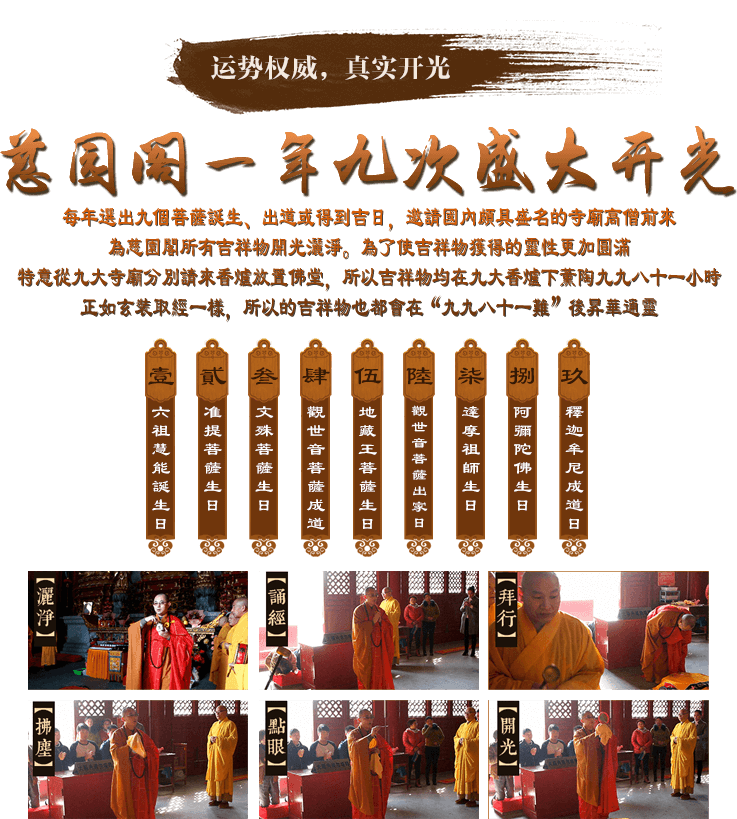 运势权威，真实开光
慈园阁一年九次盛大开光
每年選出九個菩薩誕生、出道或得到吉日，邀請國內頗具盛名的寺廟高僧前來
為慈園閣所有吉祥物開光灑淨。為了使吉祥物獲得的靈性更加圓滿
特意從九大寺廟分別請來香爐放置佛堂，所以吉祥物均在九大香爐下薰陶九九八十一小時
正如玄裝取經一樣，所以的吉祥物也都會在“九九八十一難”後昇華通靈
壹
六祖慧能誕生日
貳
准提菩薩生日
叁
文殊菩薩生日
肆
觀世音菩薩成道
伍
地藏王菩薩生日
陸
觀世音菩薩出家日
柒
達摩祖師生日
捌
阿彌陀佛生日
玖
釋迦牟尼成道日
【灑淨】
【誦經】
【拜行】
【拂塵】
【點眼】
【開光】